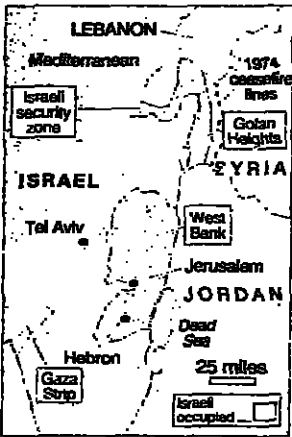 LEBANON
Mediterranean
1974
ceasefire
lines
Israeli
security
zone
Golan
Heights
SYRIA
ISRAEL
West
Bank
Tel Aviv
Jerusalem
JORDAN
Dead
Sea
Hebron
25 miles
Gaza
Strip
Israeli
occupied